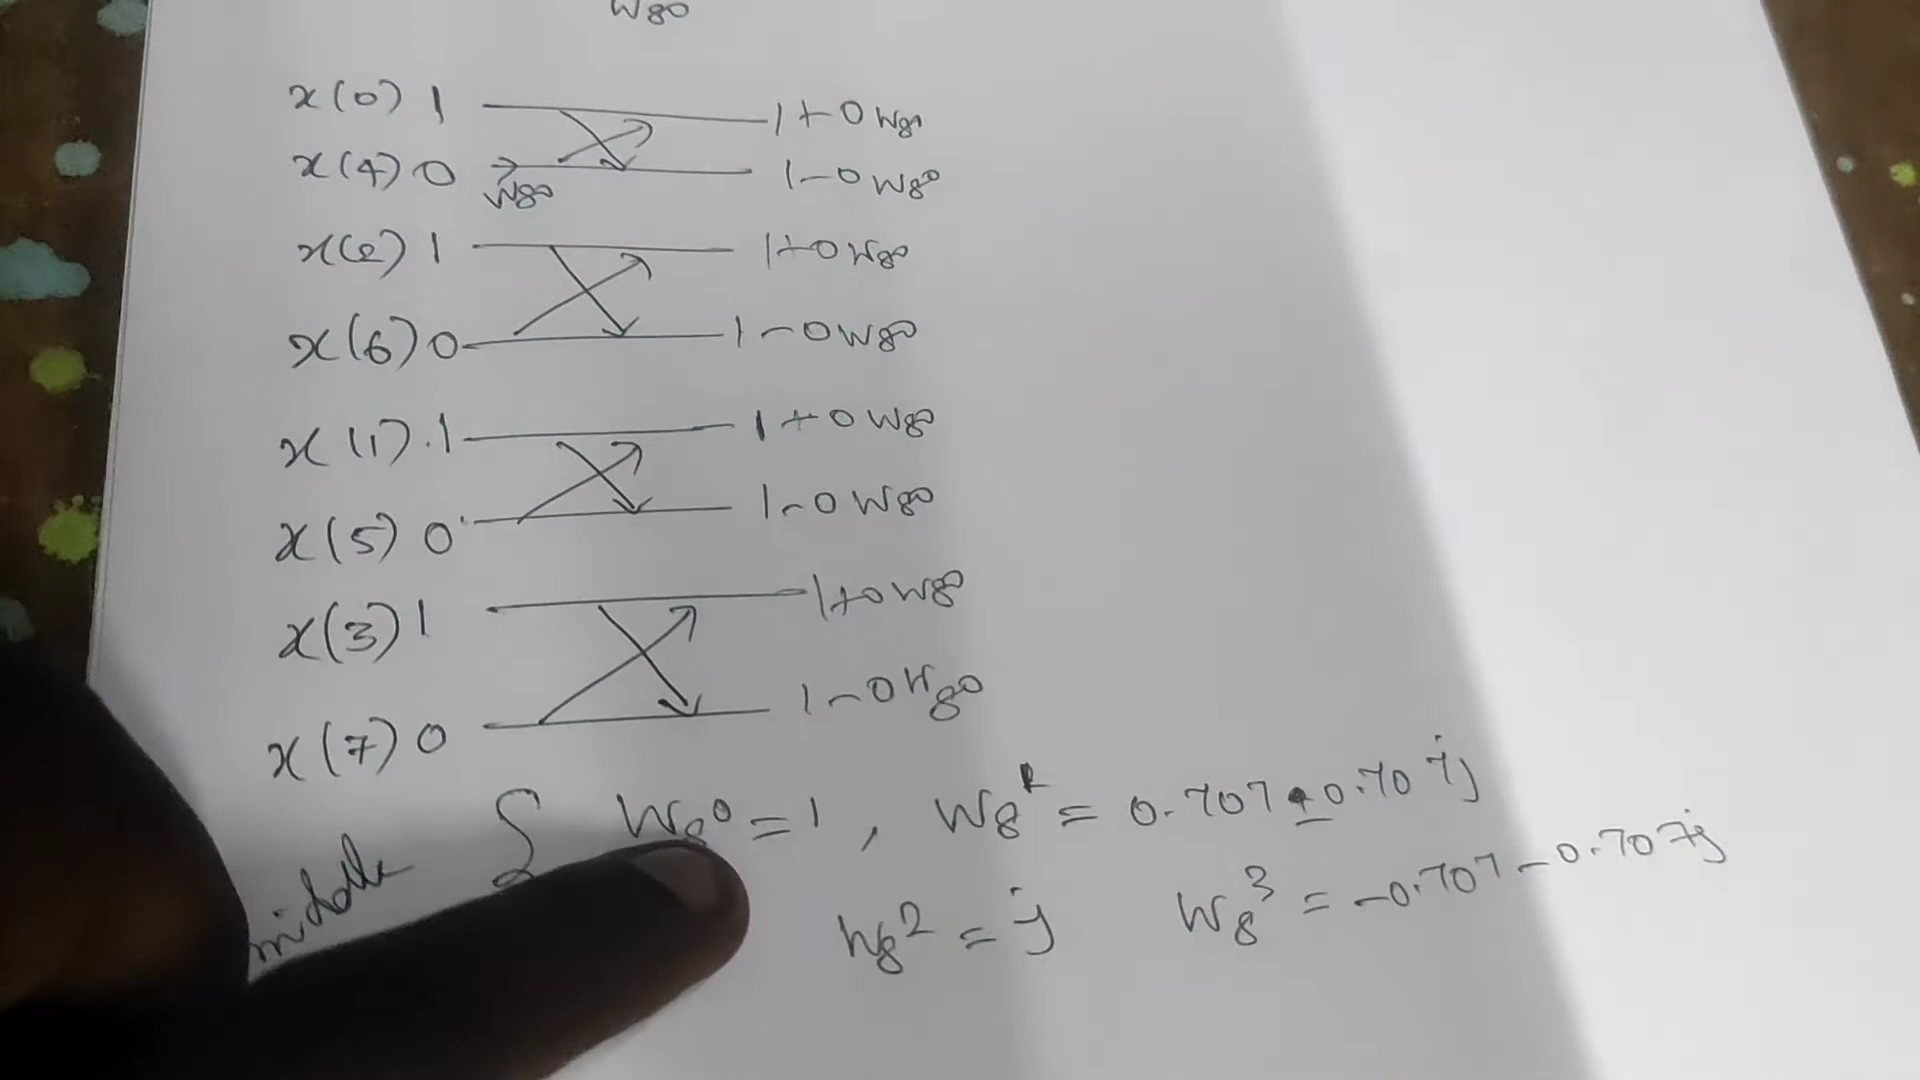 W80
x(0) 1 1+0 W80
x(4) 0 W80 1-0 W80
x(2) 1 1+0 W80
x(6) 0 1-0 W80
x(1) . 1 1+0 W80
x(5) 0 1-0 W80
x(3) 1 1+0 W80
x(7) 0 1-0 W80
W8⁰ = 1 , W8¹ = 0.707 - 0.707j
W8² = j W8³ = -0.707 - 0.707j